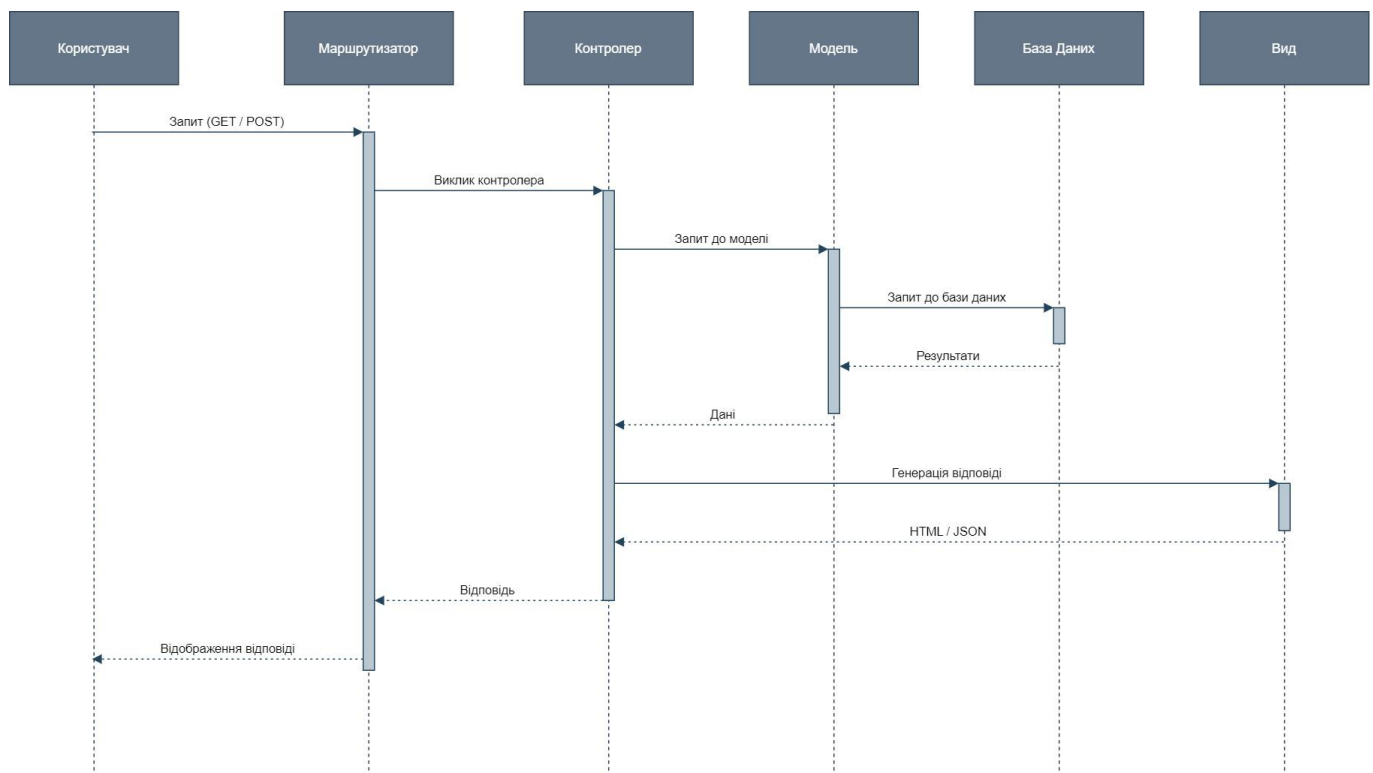 Користувач
Маршрутизатор
Контролер
Модель
База Даних
Вид
Запит (GET / POST)
Виклик контролера
Запит до моделі
Запит до бази даних
Результати
Дані
Генерація відповіді
HTML / JSON
Відповідь
Відображення відповіді